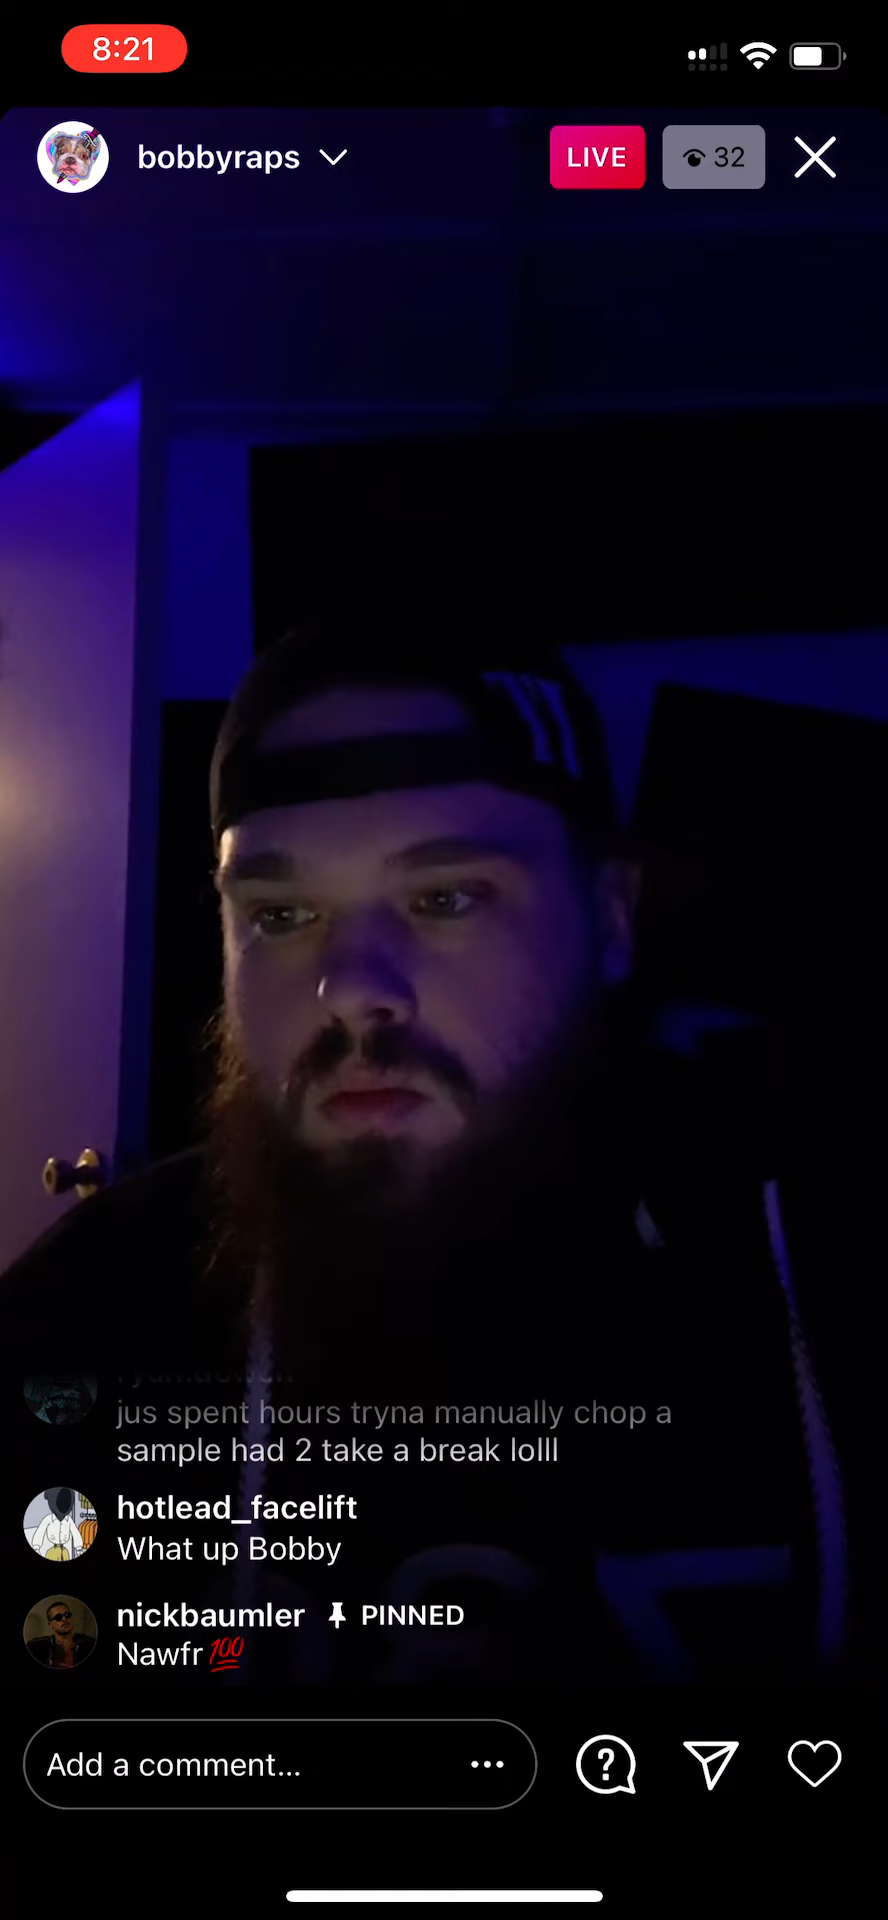 8:21
bobbyraps
LIVE
32
jus spent hours tryna manually chop a
sample had 2 take a break lolll
hotlead_facelift
What up Bobby
nickbaumler PINNED
Nawfr 💯
Add a comment...